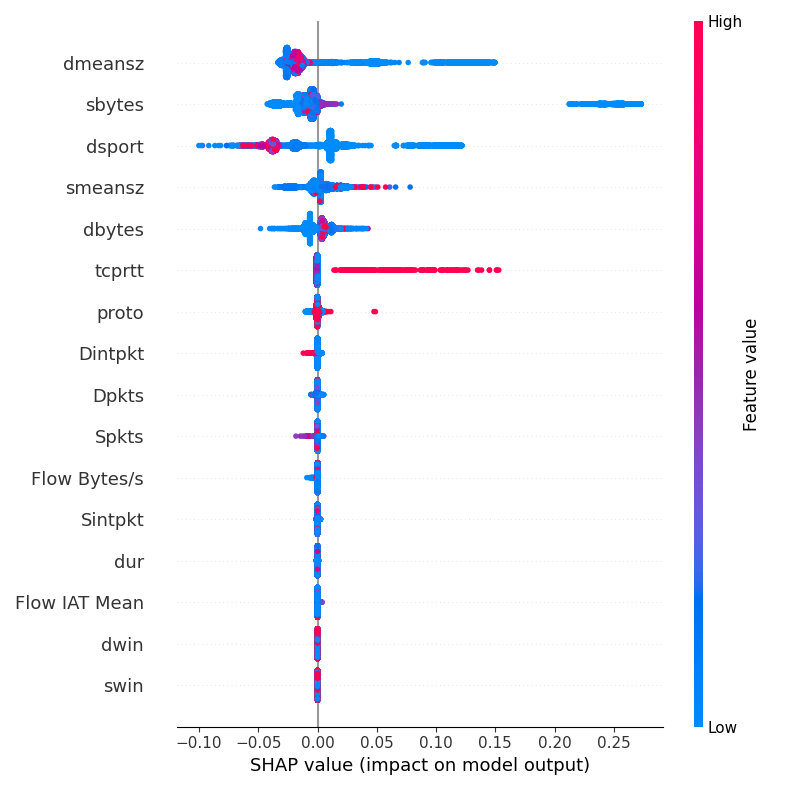 High
dmeansz
sbytes
dsport
smeansz
dbytes
tcprtt
proto
Dintpkt
Dpkts
Spkts
Flow Bytes/s
Sintpkt
dur
Flow IAT Mean
dwin
swin
Low
Feature value
−0.10 −0.05 0.00 0.05 0.10 0.15 0.20 0.25
SHAP value (impact on model output)